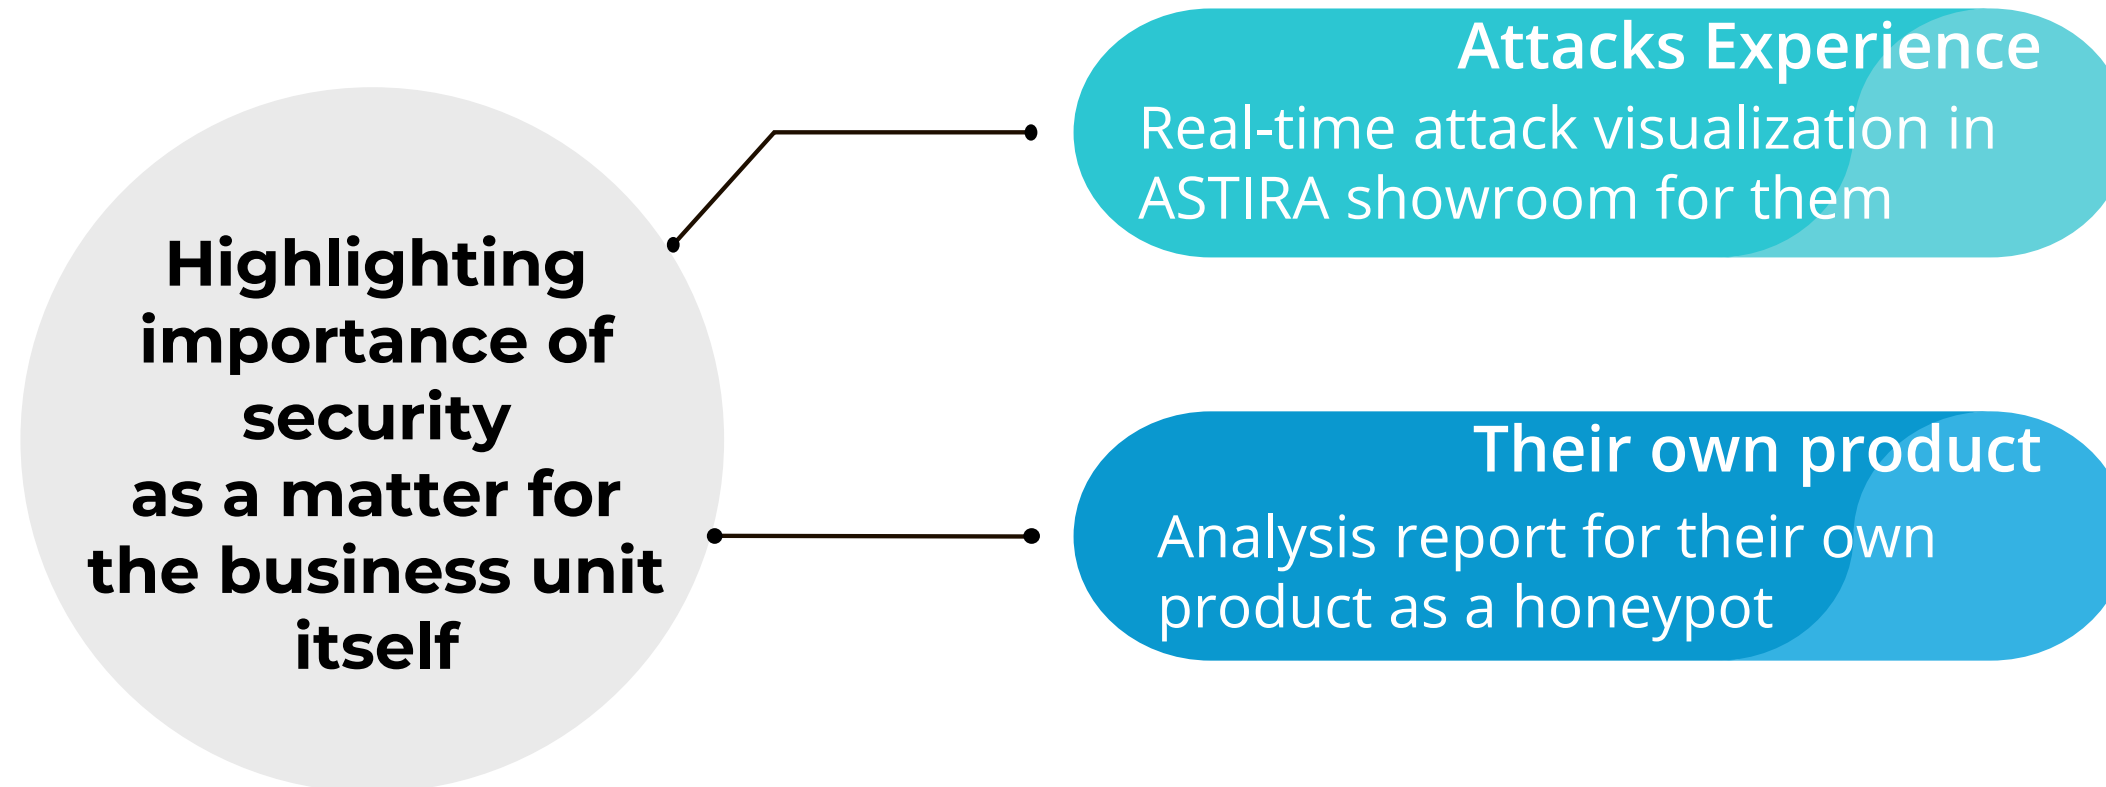 Highlighting
importance of
security
as a matter for
the business unit
itself
Attacks Experience
Real-time attack visualization in
ASTIRA showroom for them
Their own product
Analysis report for their own
product as a honeypot